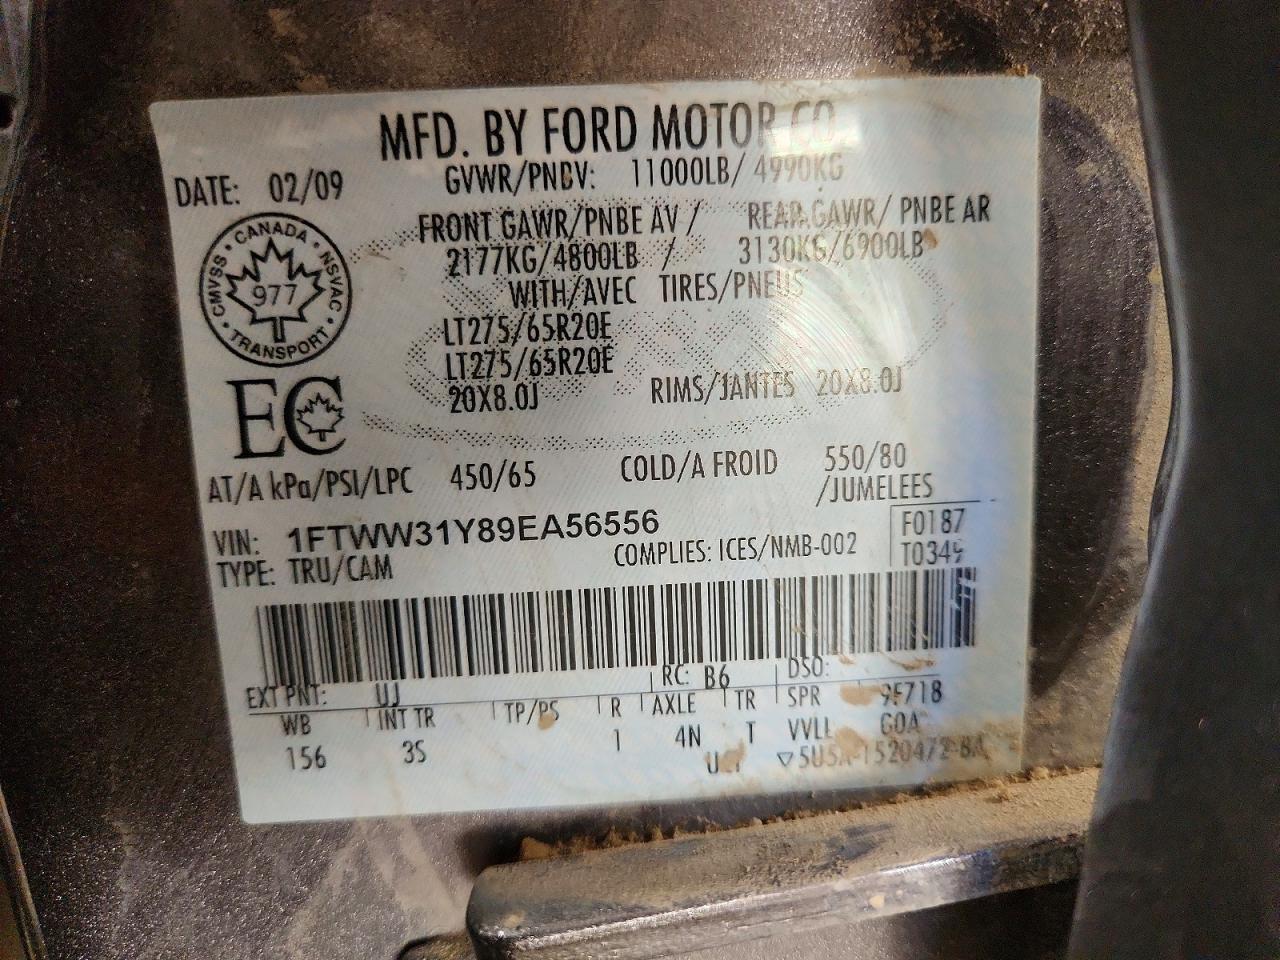 MFD. BY FORD MOTOR CO.
DATE: 02/09
GVWR/PNBV: 11000LB/ 4990KG
FRONT GAWR/PNBE AV / REAR GAWR/ PNBE AR
2177KG/4800LB / 3130KG/6900LB
WITH/AVEC TIRES/PNEUS
LT275/65R20E
LT275/65R20E
20X8.0J RIMS/JANTES 20X8.0J
CMVSS • CANADA • NSVAC • TRANSPORT •
977
EC
AT/A kPa/PSI/LPC 450/65 COLD/A FROID 550/80
/JUMELEES
VIN: 1FTWW31Y89EA56556
F0187
TYPE: TRU/CAM COMPLIES: ICES/NMB-002
EXT PNT: UJ RC: B6 DSO:
WB INT TR TP/PS R AXLE TR SPR 9F718
156 3S 1 4N T VVLL GOA